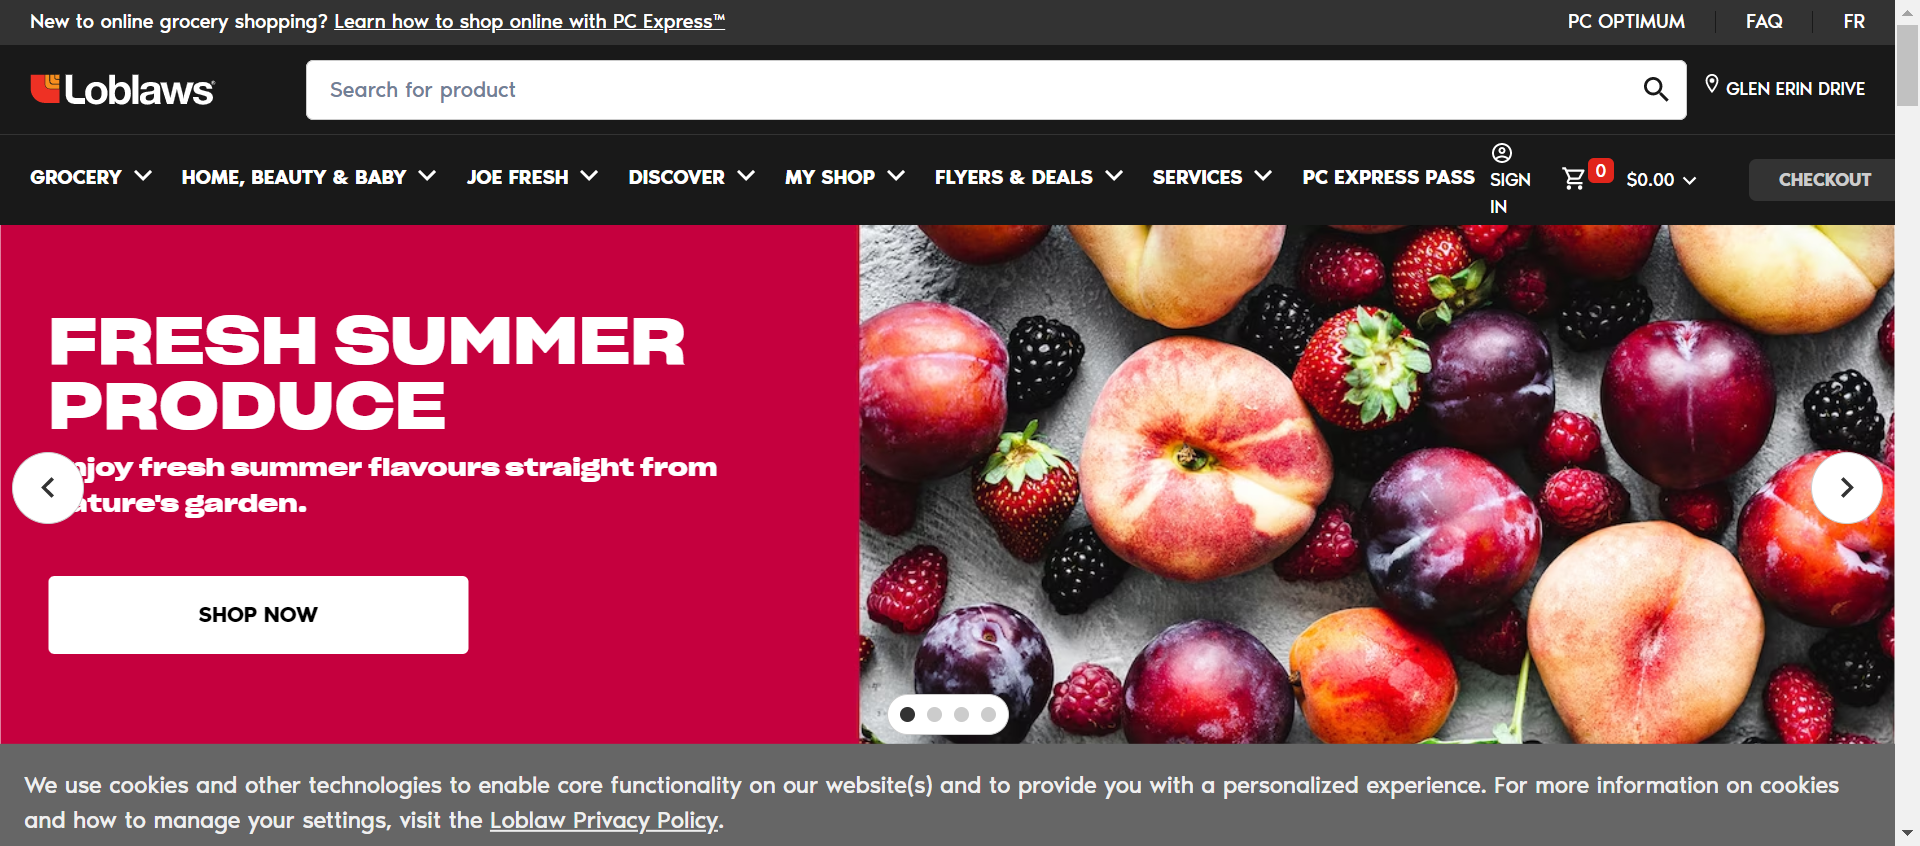 New to online grocery shopping? Learn how to shop online with PC Express™
PC OPTIMUM
FAQ
FR
Loblaws®
Search for product
GLEN ERIN DRIVE
GROCERY
HOME, BEAUTY & BABY
JOE FRESH
DISCOVER
MY SHOP
FLYERS & DEALS
SERVICES
PC EXPRESS PASS
SIGN
IN
0
$0.00
CHECKOUT
FRESH SUMMER
PRODUCE
njoy fresh summer flavours straight from
ature's garden.
SHOP NOW
We use cookies and other technologies to enable core functionality on our website(s) and to provide you with a personalized experience. For more information on cookies
and how to manage your settings, visit the Loblaw Privacy Policy.